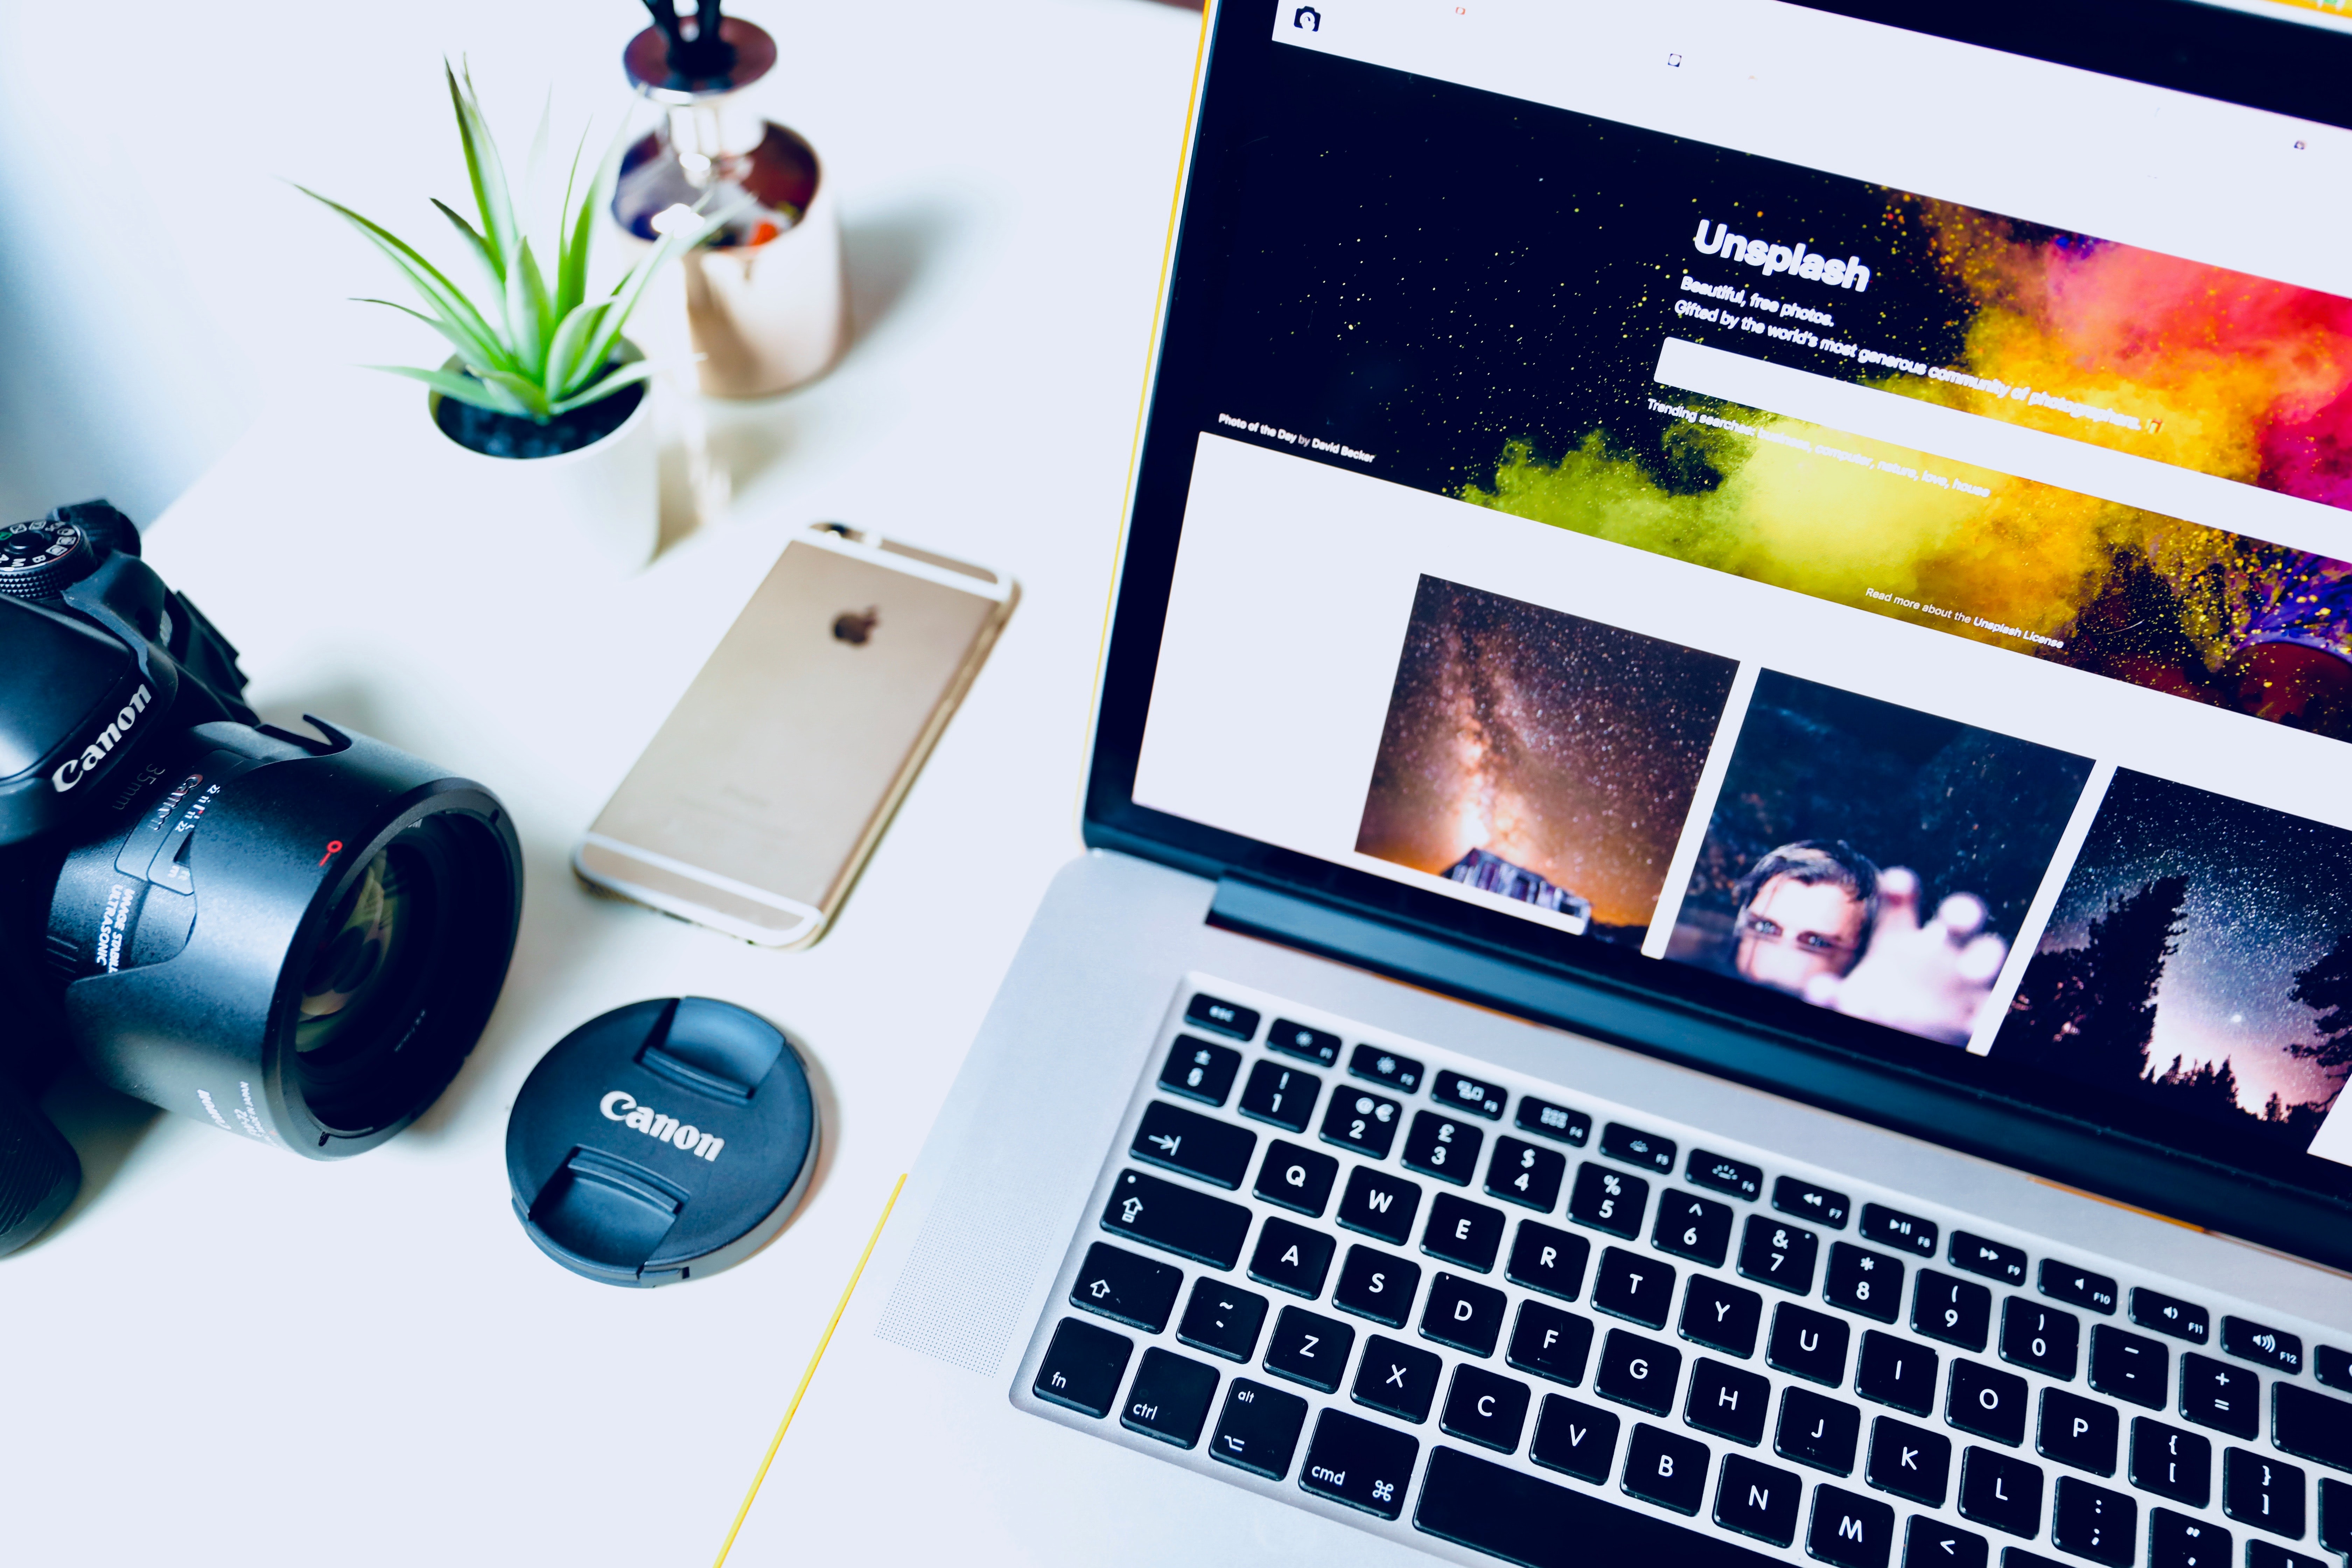 Unsplash
Beautiful, free photos.
Gifted by the world's most generous community of photographers.
Trending searches: business, computer, nature, love, house
Photo of the Day by David Becker
Read more about the Unsplash License
Canon
35mm
Canon
IMAGE STABIL
ULTRASONIC
Canon
esc F1 F2 F3 F4 F5 F6 F7 F8 F9 F10 F11 F12
± ! @ € £ $ % ^ & * ( ) _ +
§ 1 2 3 4 5 6 7 8 9 0 - =
Q W E R T Y U I O P { [ } ]
A S D F G H J K L : ;
~ ` Z X C V B N M <
fn ctrl alt cmd